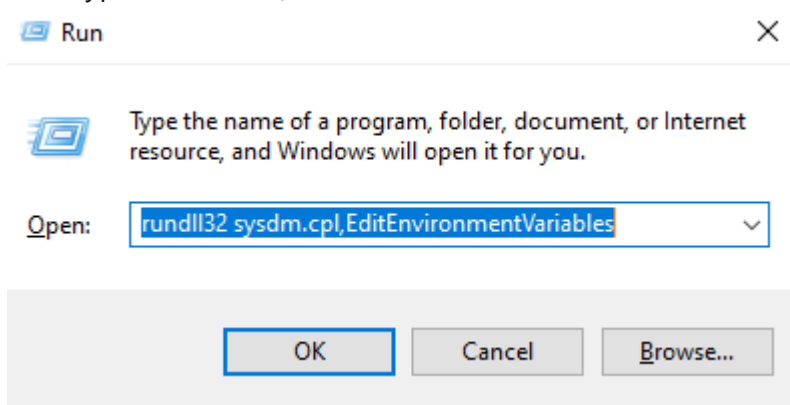 Run
Type the name of a program, folder, document, or Internet
resource, and Windows will open it for you.
Open: rundll32 sysdm.cpl,EditEnvironmentVariables
OK Cancel Browse...